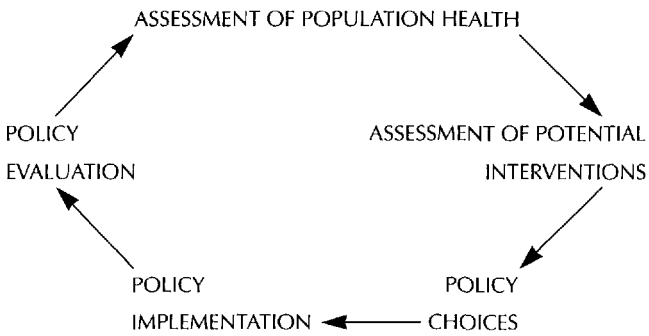 ASSESSMENT OF POPULATION HEALTH
ASSESSMENT OF POTENTIAL
INTERVENTIONS
POLICY
CHOICES
POLICY
IMPLEMENTATION
POLICY
EVALUATION